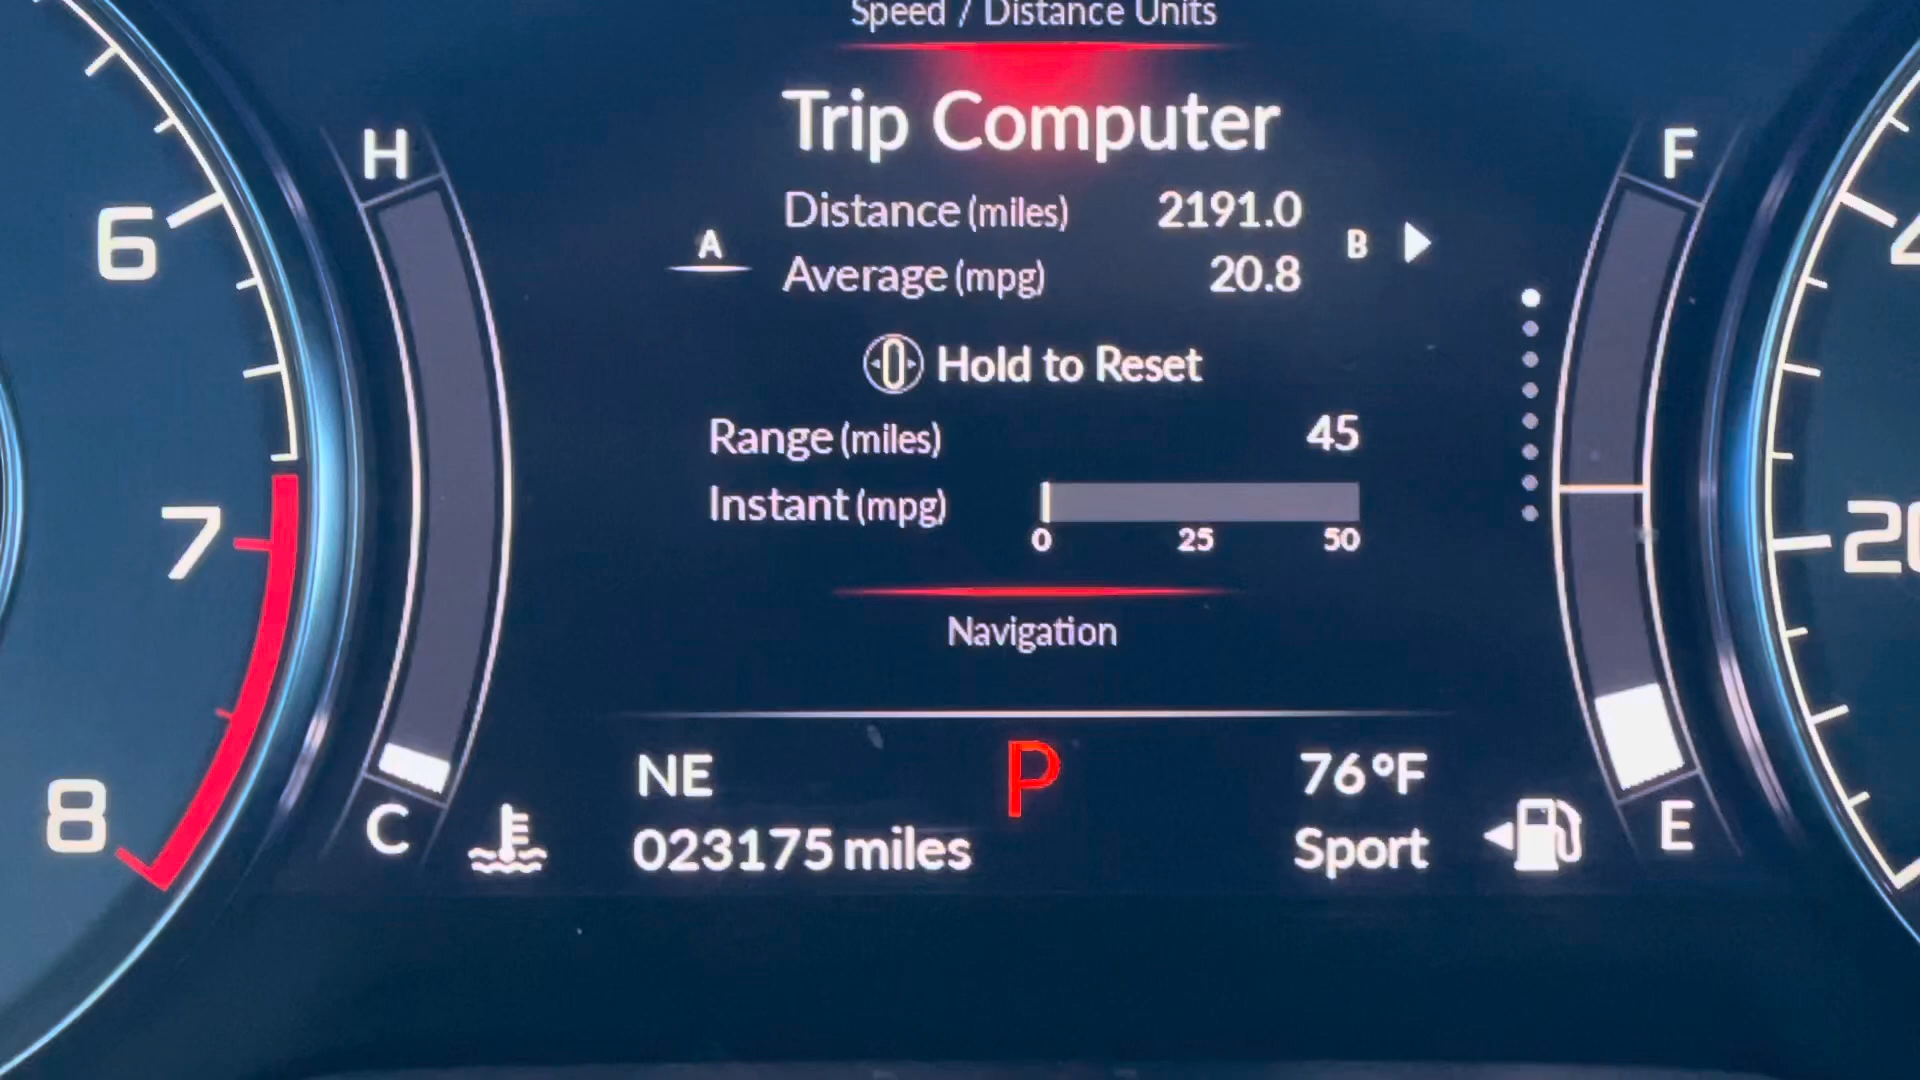 Speed / Distance Units
Trip Computer
Distance (miles) 2191.0
A
B
Average (mpg) 20.8
Hold to Reset
Range (miles) 45
Instant (mpg)
0 25 50
Navigation
NE P 76°F
023175 miles Sport
H
C
F
E
6
7
8
20